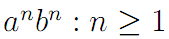 aⁿbⁿ : n ≥ 1